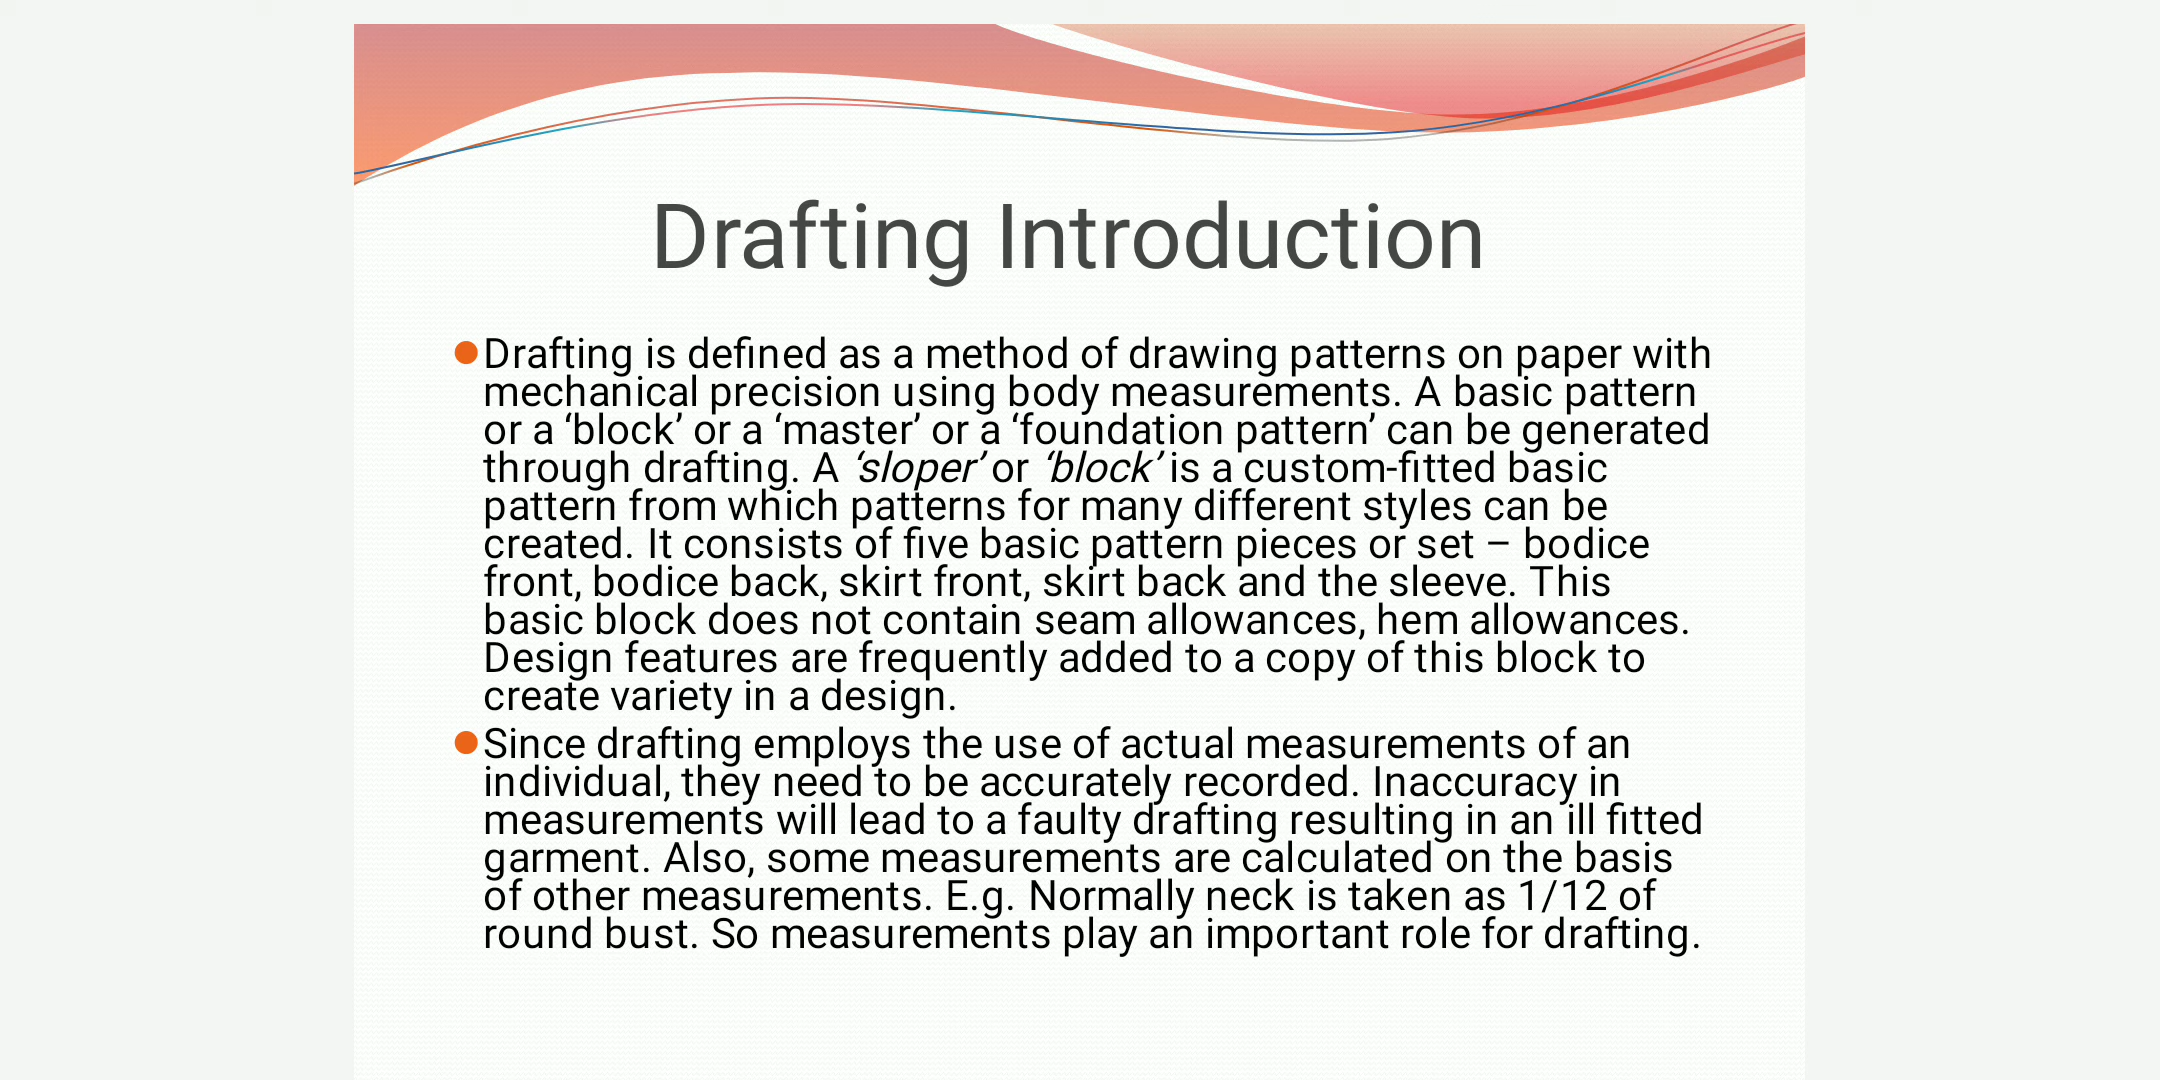 Drafting Introduction
●Drafting is defined as a method of drawing patterns on paper with
mechanical precision using body measurements. A basic pattern
or a ‘block’ or a ‘master’ or a ‘foundation pattern’ can be generated
through drafting. A ‘sloper’ or ‘block’ is a custom-fitted basic
pattern from which patterns for many different styles can be
created. It consists of five basic pattern pieces or set – bodice
front, bodice back, skirt front, skirt back and the sleeve. This
basic block does not contain seam allowances, hem allowances.
Design features are frequently added to a copy of this block to
create variety in a design.
●Since drafting employs the use of actual measurements of an
individual, they need to be accurately recorded. Inaccuracy in
measurements will lead to a faulty drafting resulting in an ill fitted
garment. Also, some measurements are calculated on the basis
of other measurements. E.g. Normally neck is taken as 1/12 of
round bust. So measurements play an important role for drafting.